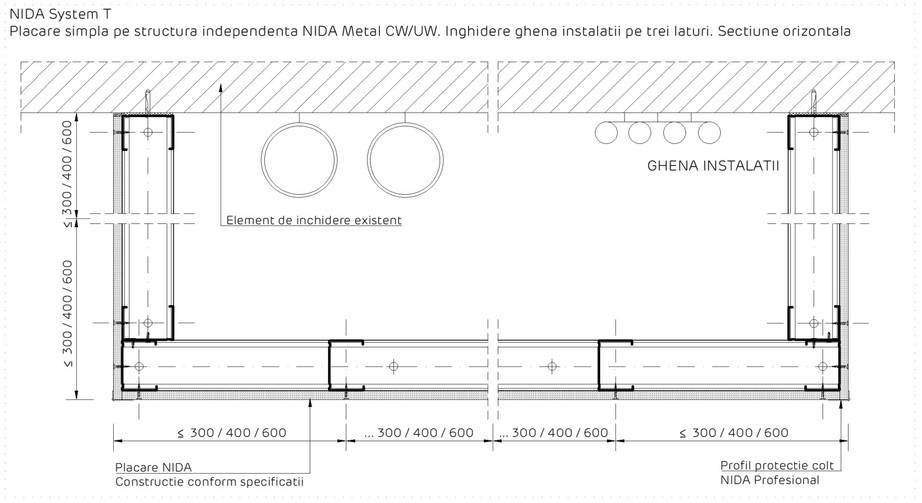 NIDA System T
Placare simpla pe structura independenta NIDA Metal CW/UW. Inghidere ghena instalatii pe trei laturi. Sectiune orizontala
≤ 300 / 400 / 600
GHENA INSTALATII
Element de inchidere existent
≤ 300 / 400 / 600
≤ 300 / 400 / 600
... 300 / 400 / 600
... 300 / 400 / 600
≤ 300 / 400 / 600
Placare NIDA
Constructie conform specificatii
Profil protectie colt
NIDA Profesional